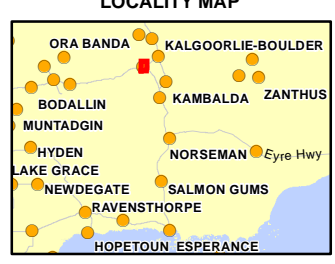 LOCALITY MAP
ORA BANDA
KALGOORLIE-BOULDER
KAMBALDA
ZANTHUS
BODALLIN
MUNTADGIN
HYDEN
NORSEMAN
Eyre Hwy
LAKE GRACE
NEWDEGATE
SALMON GUMS
RAVENSTHORPE
HOPETOUN
ESPERANCE